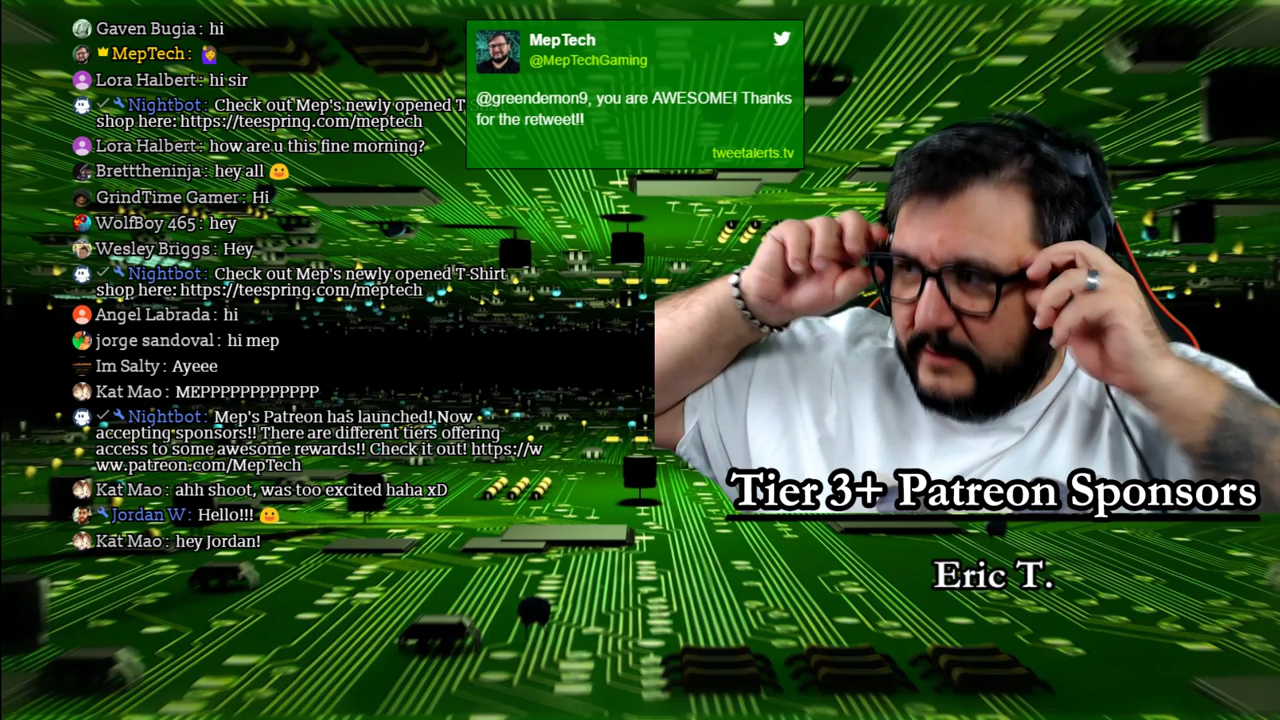 Gaven Bugia: hi
MepTech: 🙋‍♀️
Lora Halbert: hi sir
Nightbot: Check out Mep's newly opened T-Shirt
shop here: https://teespring.com/meptech
Lora Halbert: how are u this fine morning?
Bretttheninja: hey all 🙂
GrindTime Gamer: Hi
WolfBoy 465: hey
Wesley Briggs: Hey
Nightbot: Check out Mep's newly opened T-Shirt
shop here: https://teespring.com/meptech
Angel Labrada: hi
jorge sandoval: hi mep
Im Salty: Ayeee
Kat Mao: MEPPPPPPPPPPPP
Nightbot: Mep's Patreon has launched! Now
accepting sponsors!! There are different tiers offering
access to some awesome rewards!! Check it out! https://w
ww.patreon.com/MepTech
Kat Mao: ahh shoot, was too excited haha xD
Jordan W: Hello!!! 🙂
Kat Mao: hey Jordan!
MepTech
@MepTechGaming
@greendemon9, you are AWESOME! Thanks
for the retweet!!
tweetalerts.tv
Tier 3+ Patreon Sponsors
Eric T.